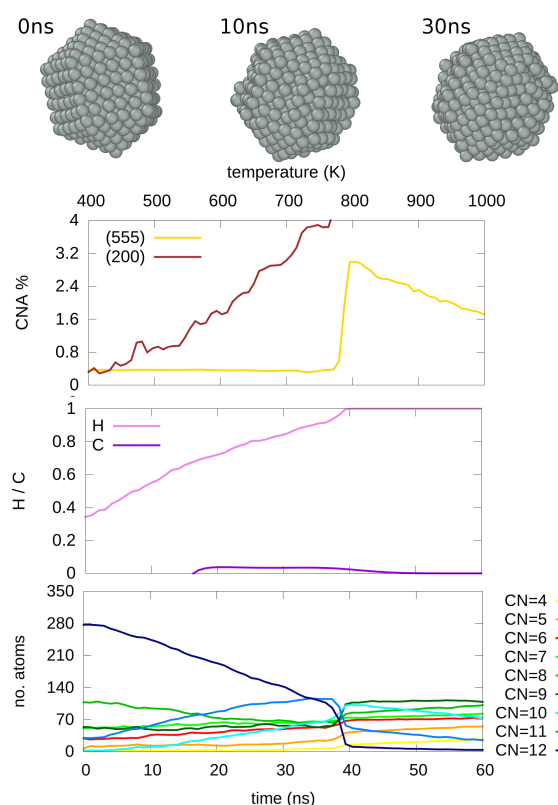 0ns 10ns 30ns
temperature (K)
400 500 600 700 800 900 1000
4
(555)
3.2
(200)
2.4
CNA %
1.6
0.8
0
1
H
0.8
C
0.6
H / C
0.4
0.2
0
350
CN=4
280
CN=5
CN=6
210
CN=7
no. atoms
CN=8
140
CN=9
70
CN=10
CN=11
0
CN=12
0 10 20 30 40 50 60
time (ns)